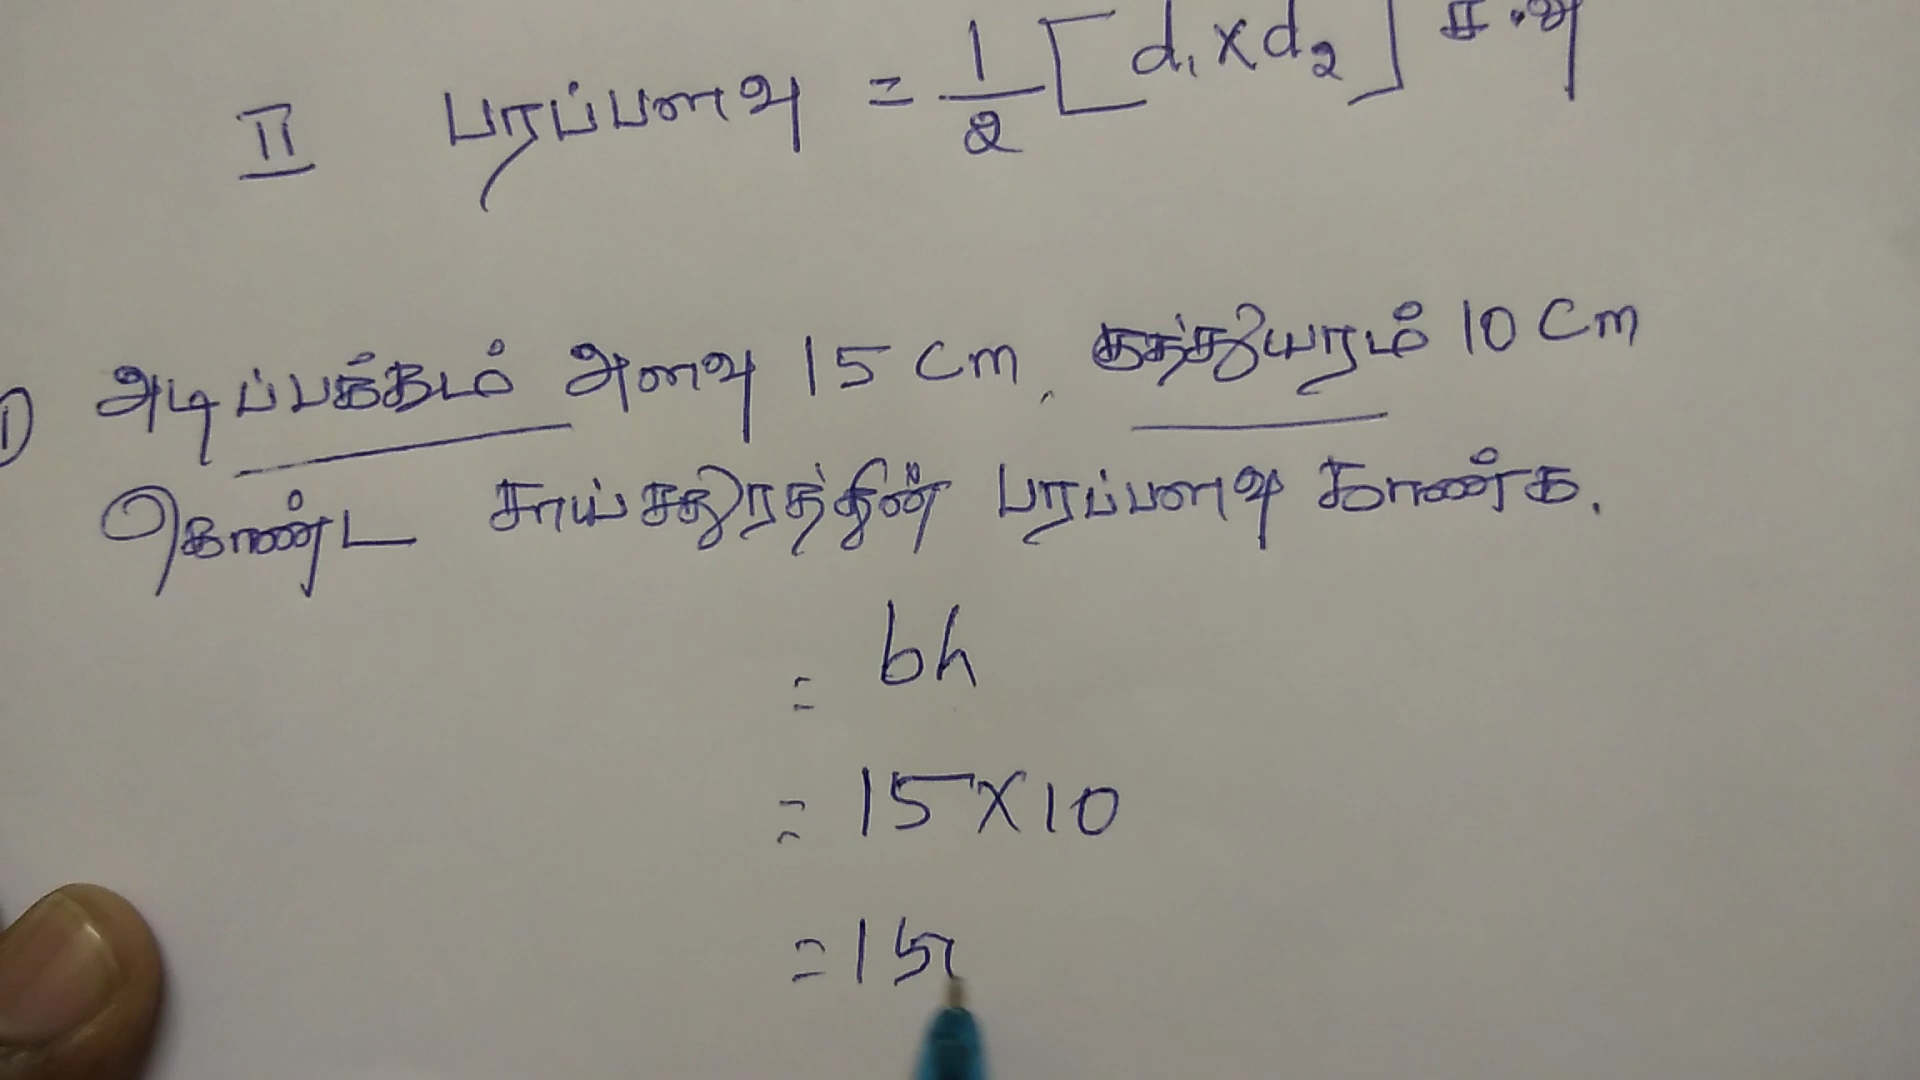 II பரப்பளவு = 1/2 [d₁ x d₂] ச.அ
1) அடிப்பக்கம் அளவு 15 cm, குத்துயரம் 10 cm
கொண்ட சாய்சதுரத்தின் பரப்பளவு காண்க.
= bh
= 15 X 10
= 15